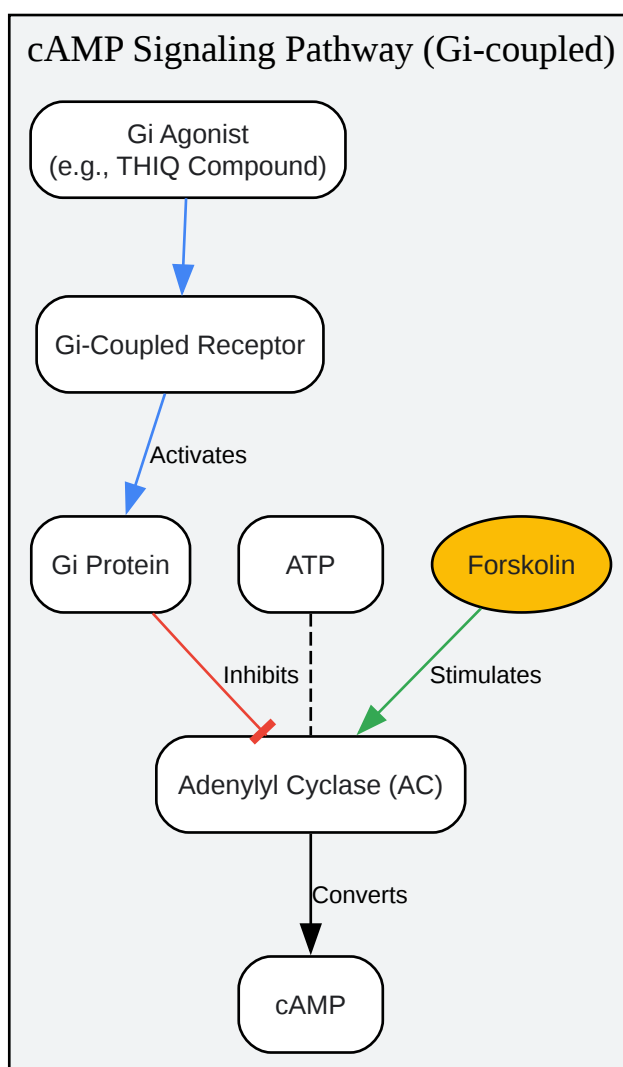 cAMP Signaling Pathway (Gi-coupled)
Gi Agonist
(e.g., THIQ Compound)
Gi-Coupled Receptor
Activates
Gi Protein
ATP
Forskolin
Inhibits
Stimulates
Adenylyl Cyclase (AC)
Converts
cAMP